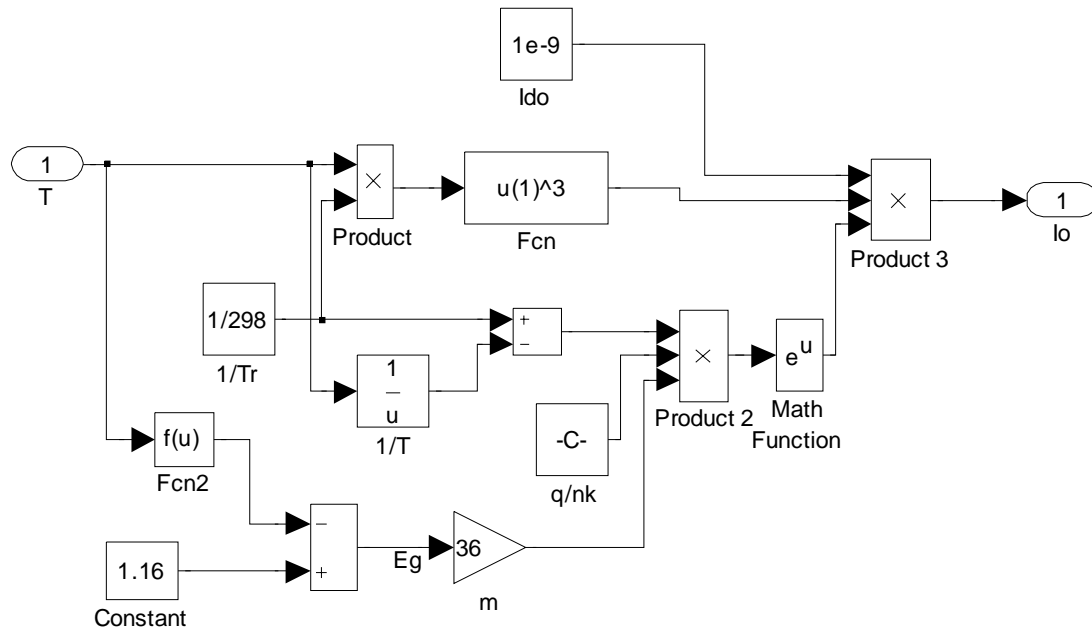 1e-9
Ido
1
T
×
Product
u(1)^3
Fcn
×
Product 3
1
Io
1/298
1/Tr
+
−
1
u
1/T
×
Product 2
e^u
Math
Function
-C-
q/nk
f(u)
Fcn2
−
+
1.16
Constant
Eg
36
m